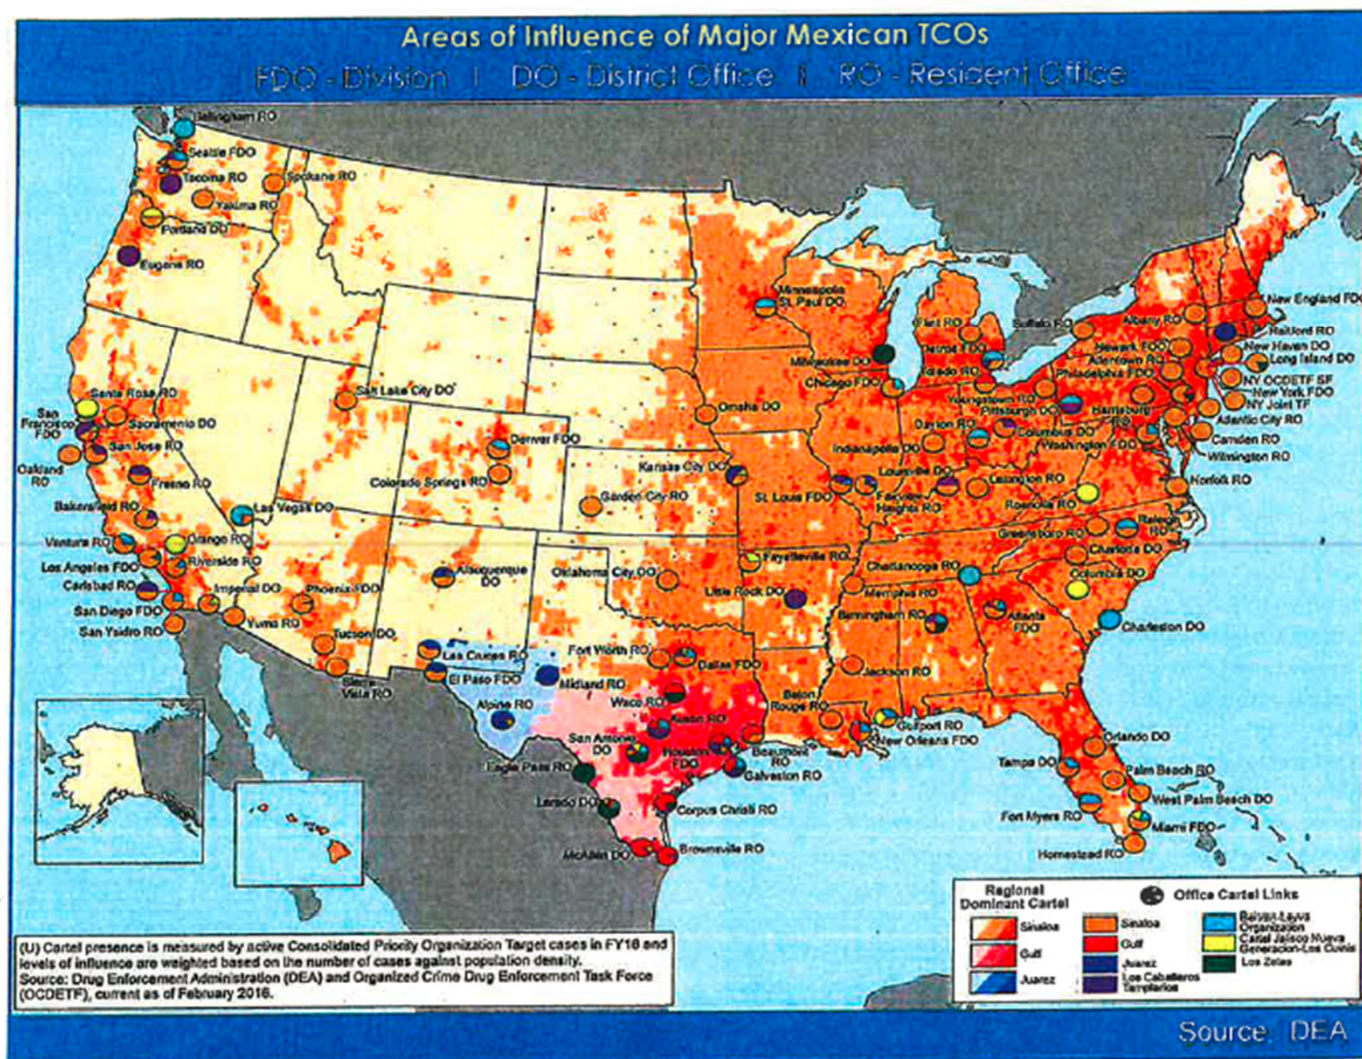 Areas of Influence of Major Mexican TCOs
FDO - Division | DO - District Office | RO - Resident Office
Bellingham RO
Seattle FDO
Tacoma RO
Spokane RO
Yakima RO
Portland DO
Eugene RO
Santa Rosa RO
San Francisco FDO
Sacramento DO
San Jose RO
Oakland RO
Fresno RO
Bakersfield RO
Las Vegas DO
Ventura RO
Orange RO
Riverside RO
Los Angeles FDO
Carlsbad RO
Imperial DO
San Diego FDO
San Ysidro RO
Yuma RO
Phoenix FDO
Tucson DO
Sierra Vista RO
Salt Lake City DO
Denver FDO
Colorado Springs RO
Albuquerque DO
Las Cruces RO
El Paso FDO
Alpine RO
Midland RO
Garden City RO
Omaha DO
Kansas City DO
Oklahoma City DO
Fort Worth RO
Dallas FDO
Waco RO
Austin RO
San Antonio DO
Houston FDO
Beaumont RO
Galveston RO
Eagle Pass RO
Laredo DO
Corpus Christi RO
McAllen DO
Brownsville RO
Minneapolis
St. Paul DO
Milwaukee DO
Chicago FDO
Flint RO
Detroit FDO
Toledo RO
Indianapolis DO
Dayton RO
Columbus DO
Youngstown RO
Pittsburgh DO
St. Louis FDO
Fairview Heights RO
Louisville DO
Lexington RO
Fayetteville RO
Little Rock DO
Memphis RO
Chattanooga RO
Birmingham RO
Atlanta FDO
Jackson RO
Baton Rouge RO
Gulfport RO
New Orleans FDO
Buffalo RO
Albany RO
New England FDO
Hartford RO
New Haven DO
Long Island DO
Newark FDO
Allentown RO
Philadelphia FDO
NY OCDETF SF
New York FDO
NY Joint TF
Harrisburg
Atlantic City RO
Camden RO
Wilmington RO
Washington FDO
Norfolk RO
Roanoke RO
Greensboro RO
Raleigh RO
Charlotte DO
Columbia DO
Charleston DO
Orlando DO
Tampa DO
Palm Beach RO
West Palm Beach DO
Fort Myers RO
Miami FDO
Homestead RO
Regional Dominant Cartel
Sinaloa
Gulf
Juarez
Office Cartel Links
Sinaloa
Gulf
Juarez
Los Caballeros Templarios
Beltran-Leyva Organization
Cartel Jalisco Nueva Generacion-Los Cuinis
Los Zetas
(U) Cartel presence is measured by active Consolidated Priority Organization Target cases in FY16 and
levels of influence are weighted based on the number of cases against population density.
Source: Drug Enforcement Administration (DEA) and Organized Crime Drug Enforcement Task Force
(OCDETF), current as of February 2016.
Source: DEA